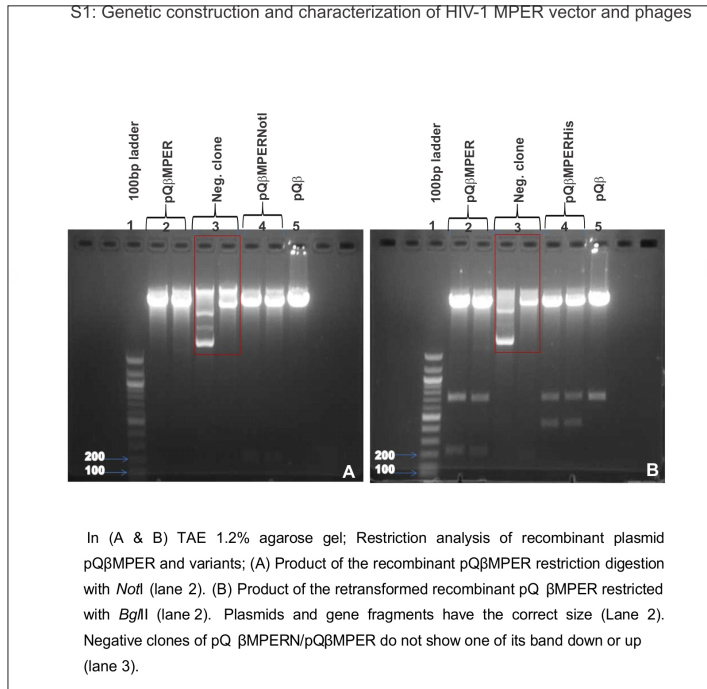 S1: Genetic construction and characterization of HIV-1 MPER vector and phages
100bp ladder
pQβMPER
Neg. clone
pQβMPERNotI
pQβ
1 2 3 4 5
200
100
A
100bp ladder
pQβMPER
Neg. clone
pQβMPERHis
pQβ
1 2 3 4 5
200
100
B
In (A & B) TAE 1.2% agarose gel; Restriction analysis of recombinant plasmid
pQβMPER and variants; (A) Product of the recombinant pQβMPER restriction digestion
with NotI (lane 2). (B) Product of the retransformed recombinant pQ βMPER restricted
with BglII (lane 2). Plasmids and gene fragments have the correct size (Lane 2).
Negative clones of pQ βMPERN/pQβMPER do not show one of its band down or up
(lane 3).